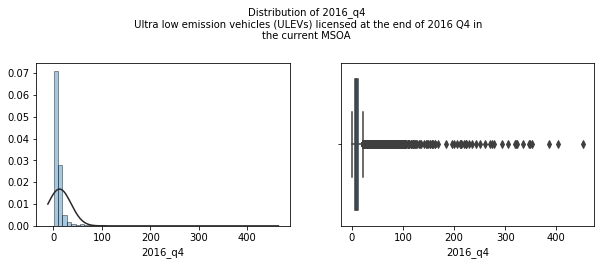 Distribution of 2016_q4
Ultra low emission vehicles (ULEVs) licensed at the end of 2016 Q4 in
the current MSOA
0.07
0.06
0.05
0.04
0.03
0.02
0.01
0.00
0 100 200 300 400
2016_q4
0 100 200 300 400
2016_q4